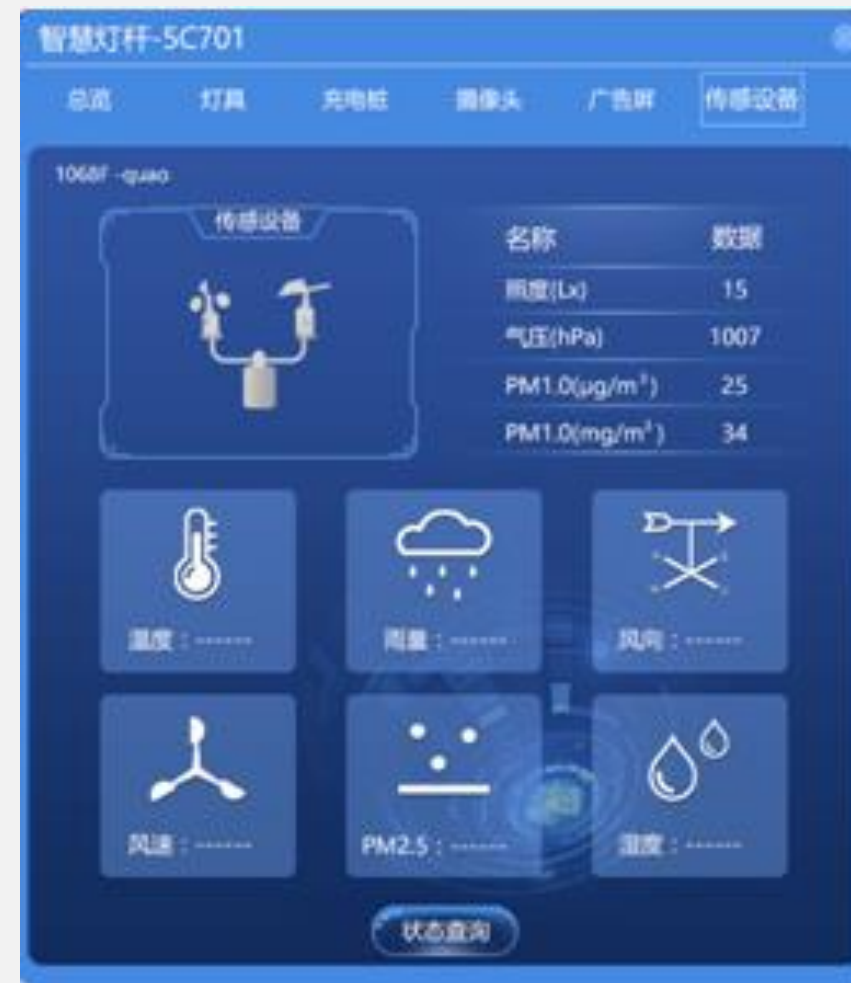 智慧灯杆-5C701
总览 灯具 充电桩 摄像头 广告屏 传感设备
1068F -quao
传感设备
名称 数据
照度(Lx) 15
气压(hPa) 1007
PM1.0(μg/m³) 25
PM1.0(mg/m³) 34
温度：------ 雨量：------ 风向：------
风速：------ PM2.5：------ 湿度：------
状态查询